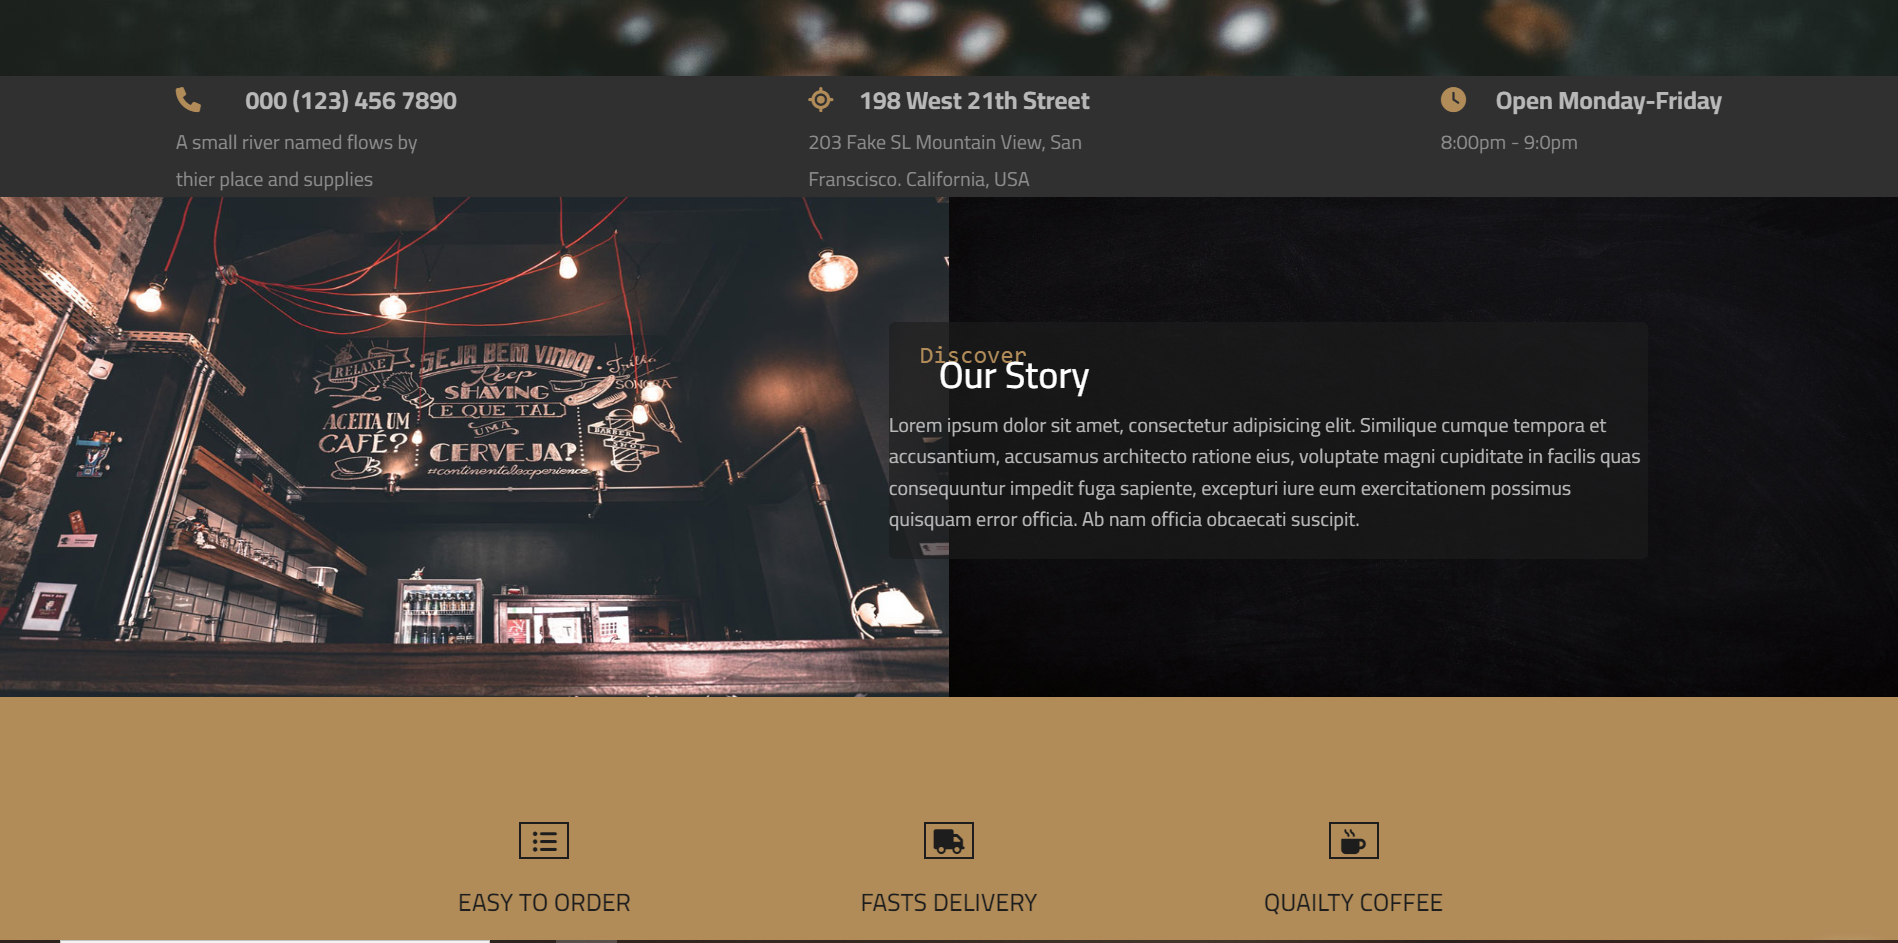 000 (123) 456 7890
A small river named flows by
thier place and supplies
198 West 21th Street
203 Fake SL Mountain View, San
Franscisco. California, USA
Open Monday-Friday
8:00pm - 9:0pm
RELAXE
SEJA BEM VINDO!
Keep
SHAVING
E QUE TAL
UMA
CERVEJA?
#continentalexperience
ACEITA UM
CAFÉ?
BARBER
SHOP
Discover
Our Story
Lorem ipsum dolor sit amet, consectetur adipisicing elit. Similique cumque tempora et
accusantium, accusamus architecto ratione eius, voluptate magni cupiditate in facilis quas
consequuntur impedit fuga sapiente, excepturi iure eum exercitationem possimus
quisquam error officia. Ab nam officia obcaecati suscipit.
EASY TO ORDER
FASTS DELIVERY
QUAILTY COFFEE